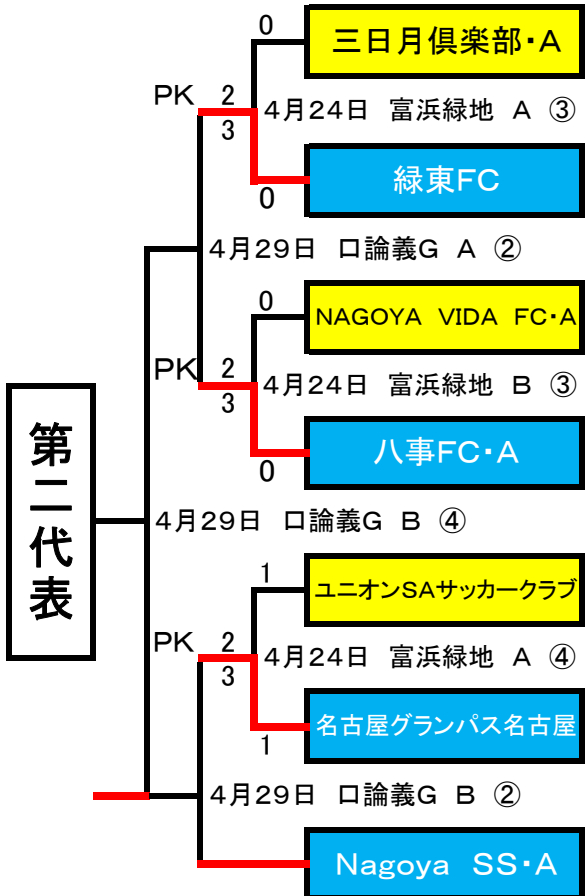 0
三日月倶楽部・A
PK 2
3
4月24日 富浜緑地 A ③
緑東FC
0
4月29日 口論義G A ②
0
NAGOYA VIDA FC・A
PK 2
3
4月24日 富浜緑地 B ③
八事FC・A
0
第二代表
4月29日 口論義G B ④
1
ユニオンSAサッカークラブ
PK 2
3
4月24日 富浜緑地 A ④
名古屋グランパス名古屋
1
4月29日 口論義G B ②
Nagoya SS・A